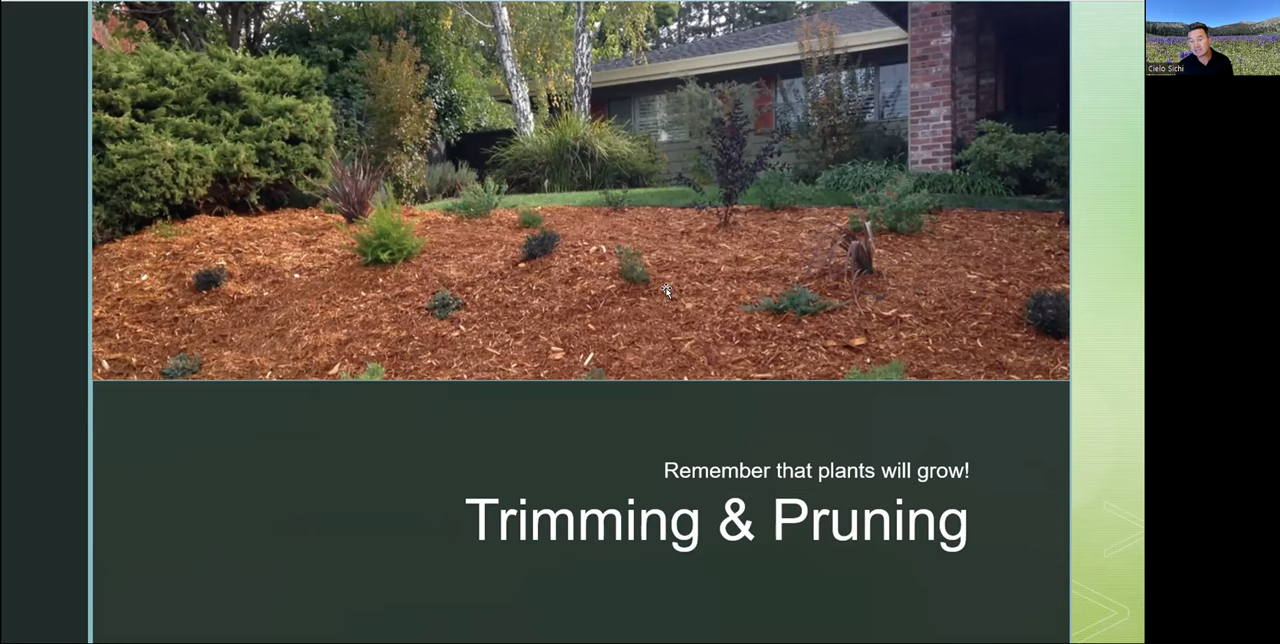 Cielo Sichi
Remember that plants will grow!
Trimming & Pruning